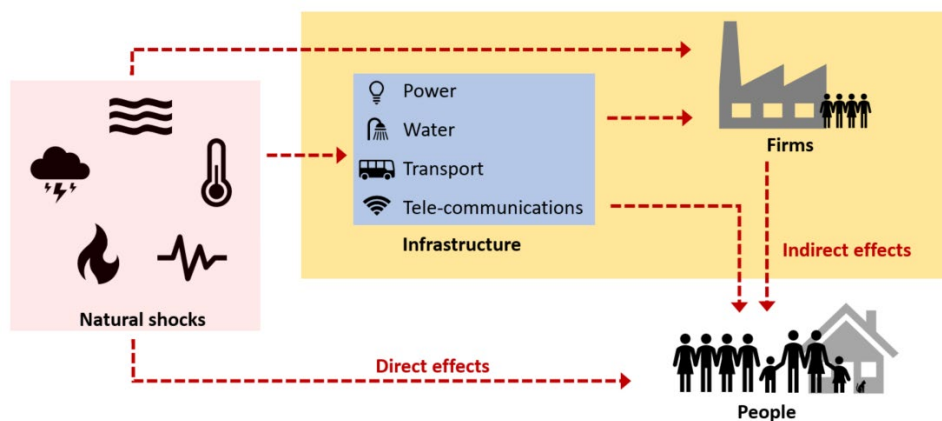 Power
Water
Transport
Tele-communications
Infrastructure
Firms
Indirect effects
Natural shocks
Direct effects
People